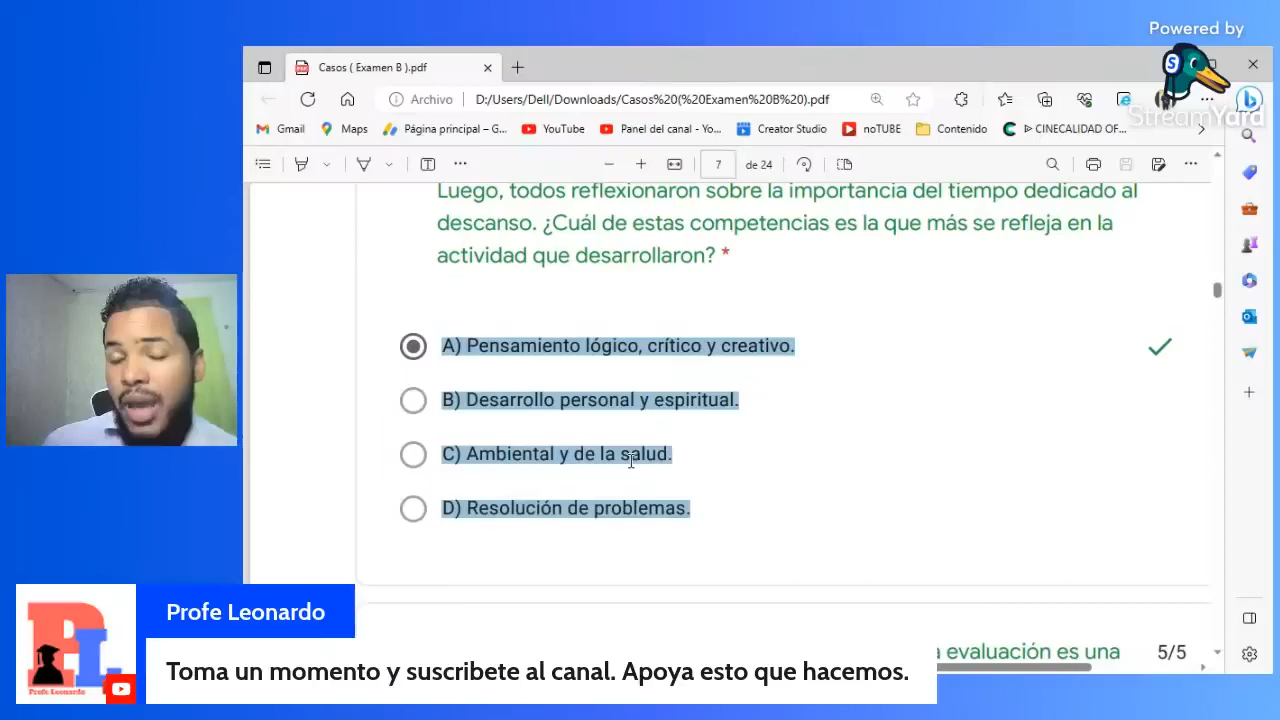 Powered by
StreamYard
Casos ( Examen B ).pdf
Archivo
D:/Users/Dell/Downloads/Casos%20(%20Examen%20B%20).pdf
Gmail
Maps
Página principal – G...
YouTube
Panel del canal - Yo...
Creator Studio
noTUBE
Contenido
▷ CINECALIDAD OF...
7
de 24
Luego, todos reflexionaron sobre la importancia del tiempo dedicado al
descanso. ¿Cuál de estas competencias es la que más se refleja en la
actividad que desarrollaron? *
A) Pensamiento lógico, crítico y creativo.
B) Desarrollo personal y espiritual.
C) Ambiental y de la salud.
D) Resolución de problemas.
a evaluación es una
5/5
Profe Leonardo
Toma un momento y suscribete al canal. Apoya esto que hacemos.
PL
Profe Leonardo